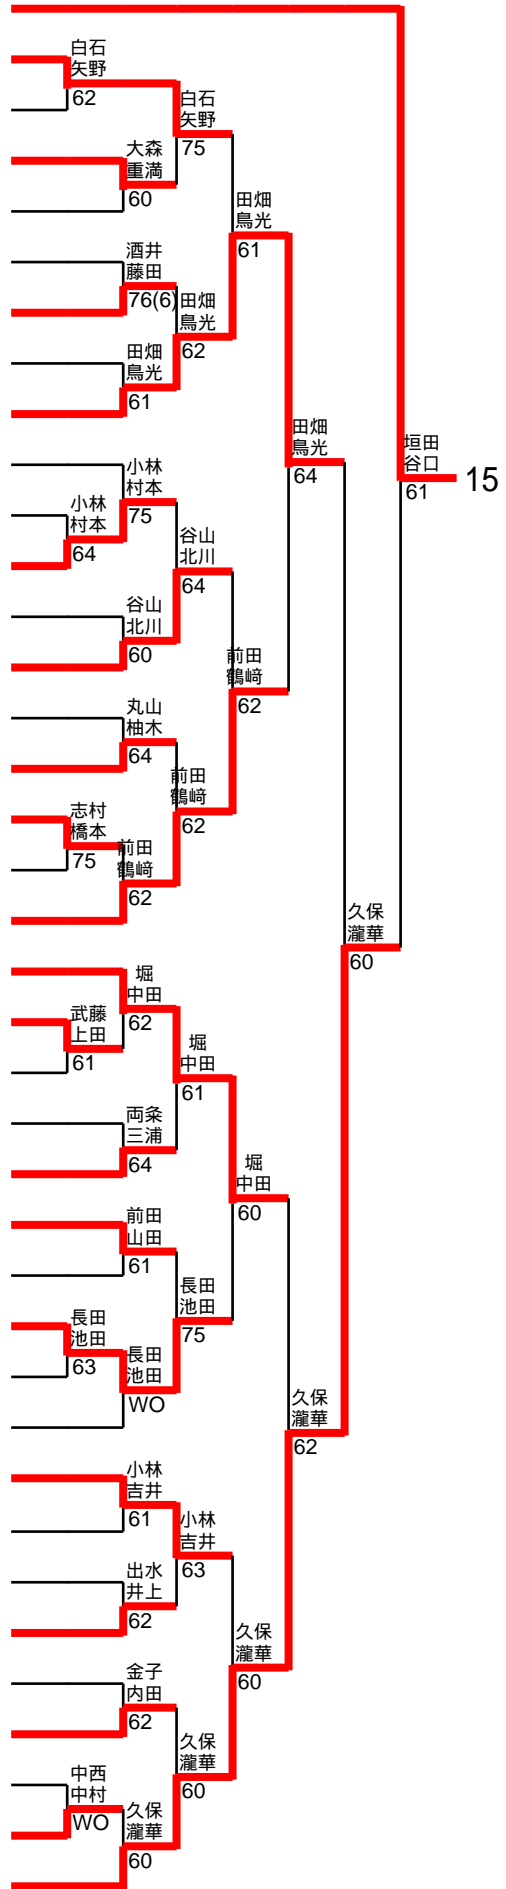 白石
矢野
62
白石
矢野
75
大森
重満
60
田畑
鳥光
61
酒井
藤田
76(6)
田畑
鳥光
62
田畑
鳥光
61
田畑
鳥光
64
垣田
谷口
61
15
小林
村本
75
小林
村本
64
谷山
北川
64
谷山
北川
60
前田
鶴﨑
62
丸山
柚木
64
前田
鶴﨑
62
志村
橋本
75
前田
鶴﨑
62
久保
瀧華
60
堀
中田
62
武藤
上田
61
堀
中田
61
両粂
三浦
64
堀
中田
60
前田
山田
61
長田
池田
75
長田
池田
63
長田
池田
WO
久保
瀧華
62
小林
吉井
61
小林
吉井
63
出水
井上
62
久保
瀧華
60
金子
内田
62
久保
瀧華
60
中西
中村
WO
久保
瀧華
60